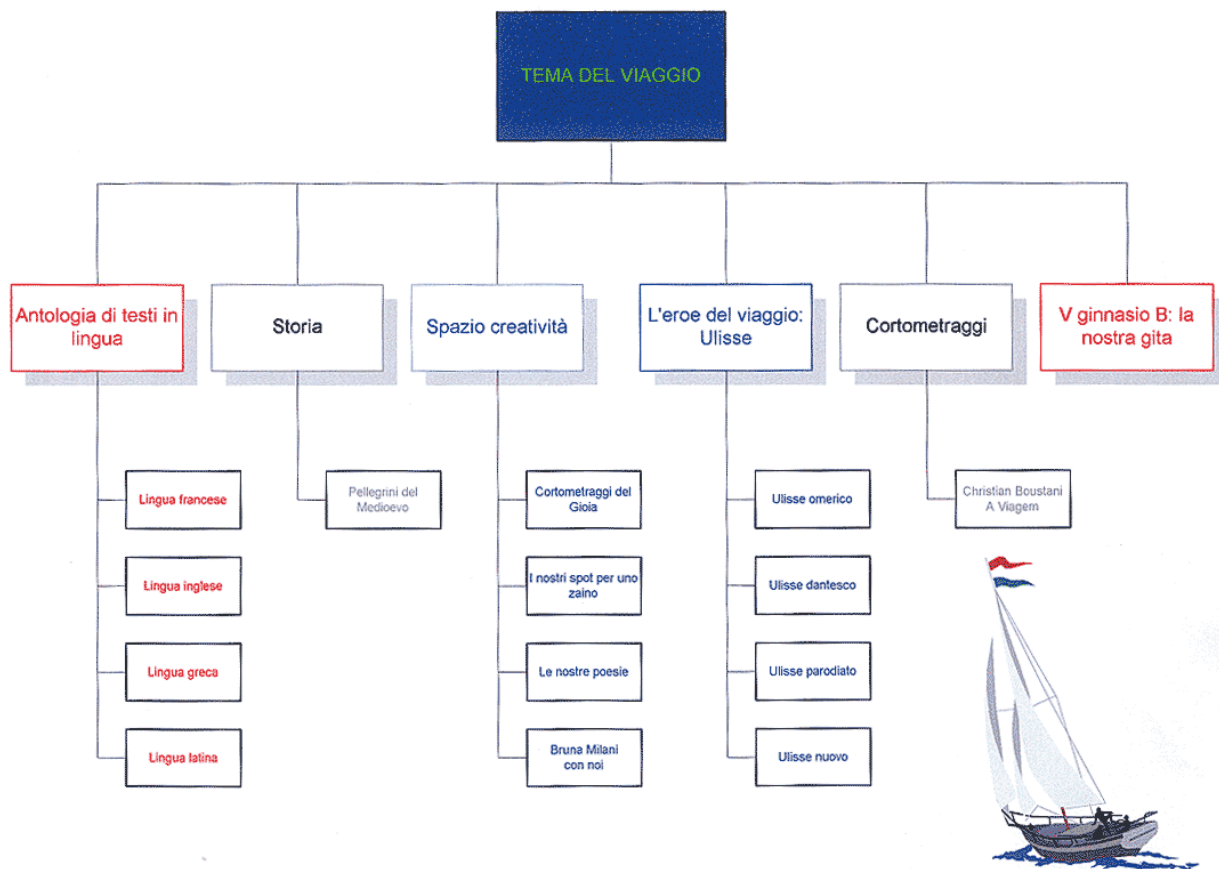 TEMA DEL VIAGGIO
Antologia di testi in
lingua
Storia
Spazio creatività
L'eroe del viaggio:
Ulisse
Cortometraggi
V ginnasio B: la
nostra gita
Lingua francese
Lingua inglese
Lingua greca
Lingua latina
Pellegrini del
Medioevo
Cortometraggi del
Gioia
I nostri spot per uno
zaino
Le nostre poesie
Bruna Milani
con noi
Ulisse omerico
Ulisse dantesco
Ulisse parodiato
Ulisse nuovo
Christian Boustani
A Viagem